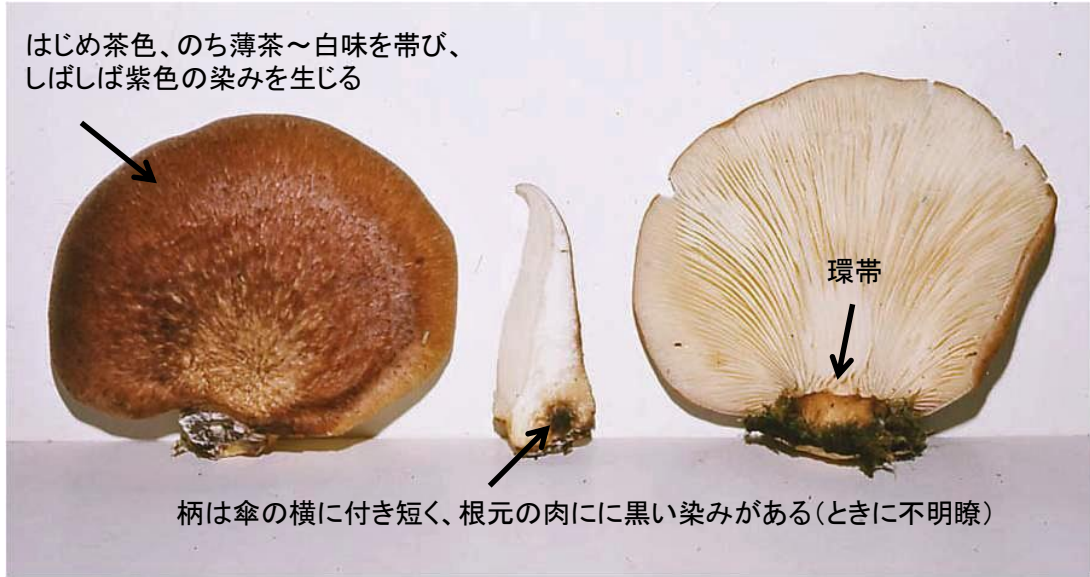 はじめ茶色、のち薄茶～白味を帯び、
しばしば紫色の染みを生じる
環帯
柄は傘の横に付き短く、根元の肉にに黒い染みがある（ときに不明瞭）